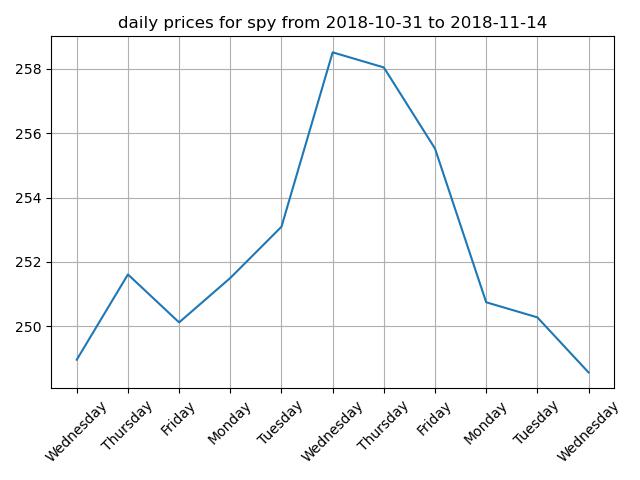 daily prices for spy from 2018-10-31 to 2018-11-14
258
256
254
252
250
Wednesday
Thursday
Friday
Monday
Tuesday
Wednesday
Thursday
Friday
Monday
Tuesday
Wednesday